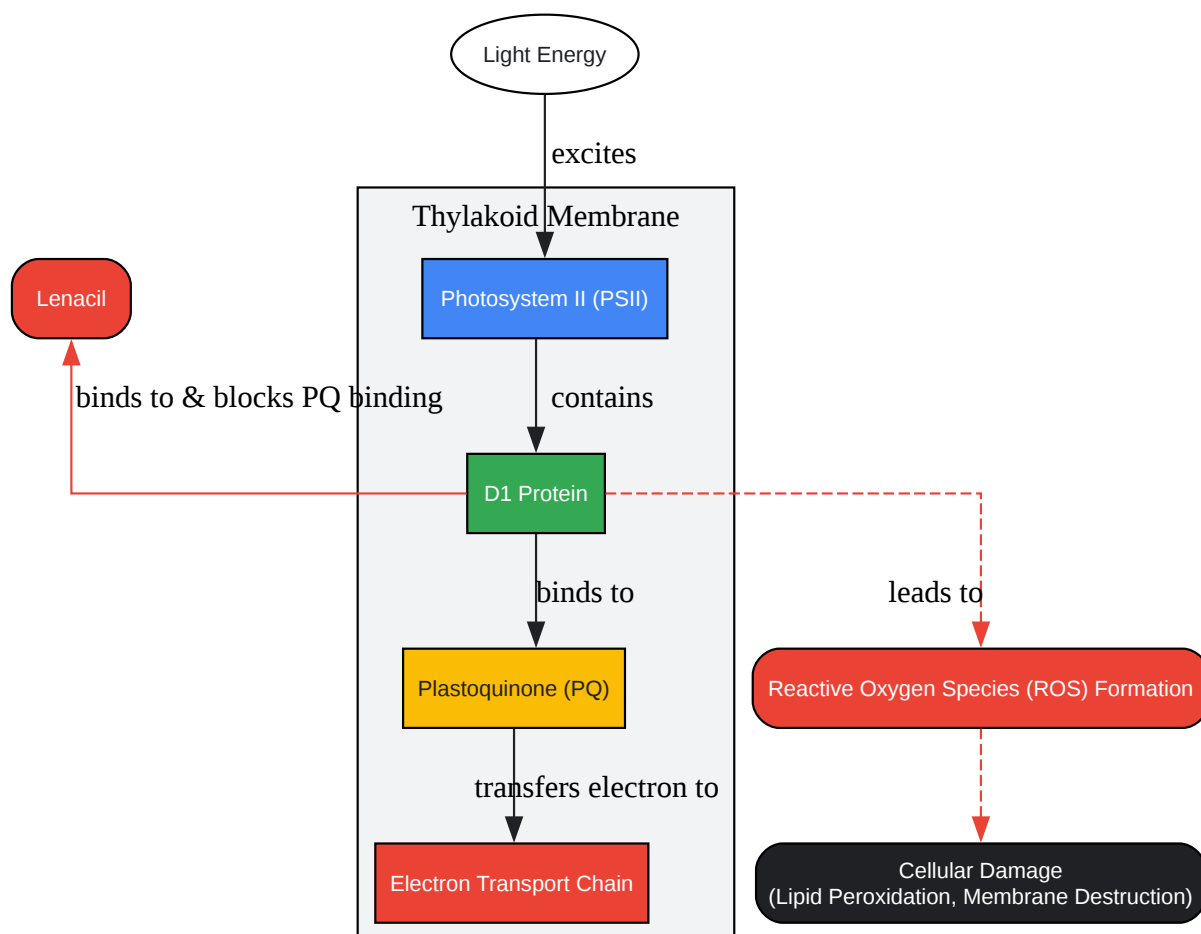 Light Energy
excites
Thylakoid Membrane
Photosystem II (PSII)
Lenacil
binds to & blocks PQ binding
contains
D1 Protein
binds to
leads to
Plastoquinone (PQ)
Reactive Oxygen Species (ROS) Formation
transfers electron to
Electron Transport Chain
Cellular Damage
(Lipid Peroxidation, Membrane Destruction)